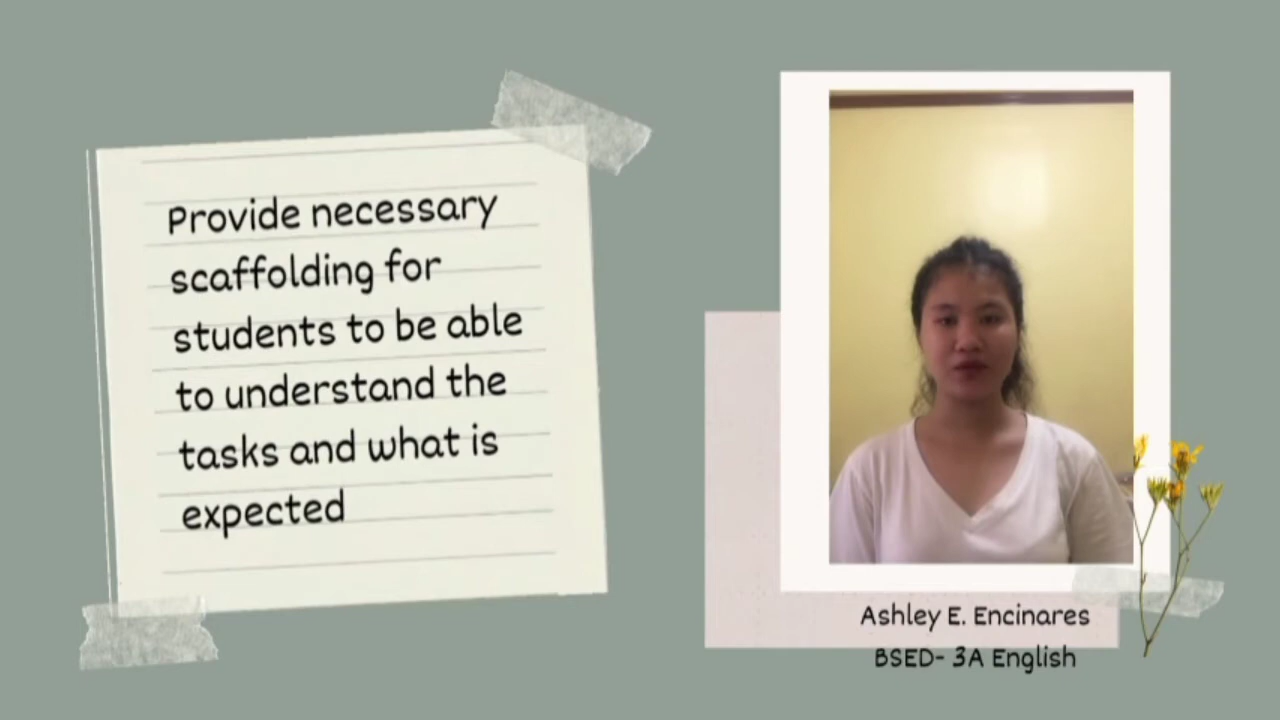 Provide necessary
scaffolding for
students to be able
to understand the
tasks and what is
expected
Ashley E. Encinares
BSED- 3A English